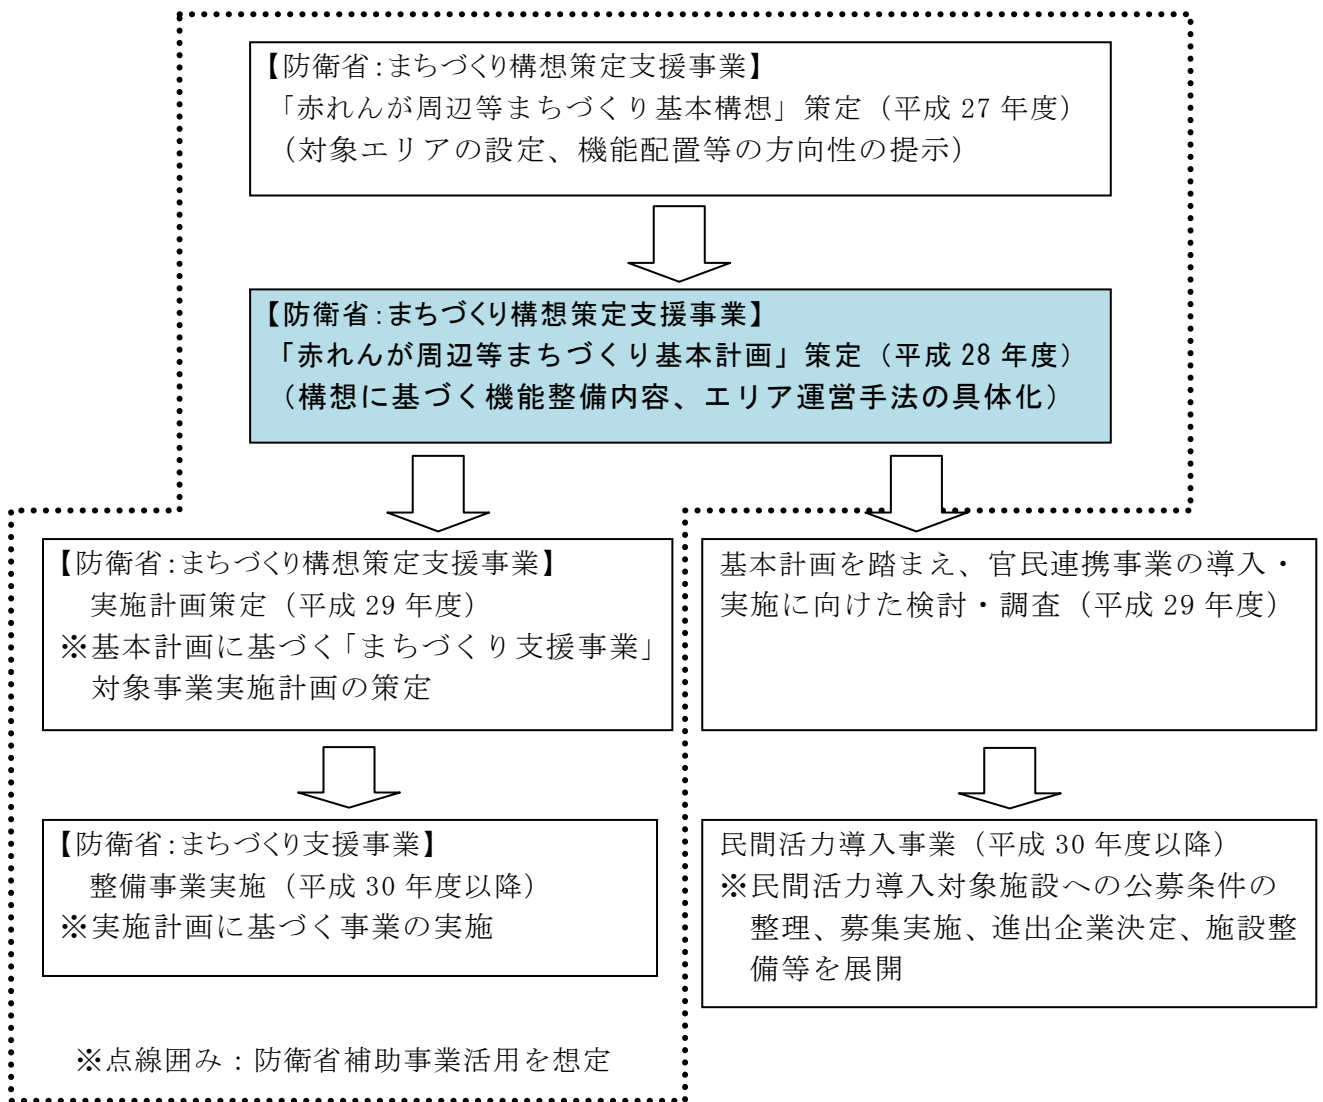 【防衛省:まちづくり構想策定支援事業】
「赤れんが周辺等まちづくり基本構想」策定（平成 27 年度）
（対象エリアの設定、機能配置等の方向性の提示）
【防衛省:まちづくり構想策定支援事業】
「赤れんが周辺等まちづくり基本計画」策定（平成 28 年度）
（構想に基づく機能整備内容、エリア運営手法の具体化）
【防衛省:まちづくり構想策定支援事業】
実施計画策定（平成 29 年度）
※基本計画に基づく「まちづくり支援事業」
対象事業実施計画の策定
基本計画を踏まえ、官民連携事業の導入・
実施に向けた検討・調査（平成 29 年度）
【防衛省:まちづくり支援事業】
整備事業実施（平成 30 年度以降）
※実施計画に基づく事業の実施
民間活力導入事業（平成 30 年度以降）
※民間活力導入対象施設への公募条件の
整理、募集実施、進出企業決定、施設整
備等を展開
※点線囲み：防衛省補助事業活用を想定